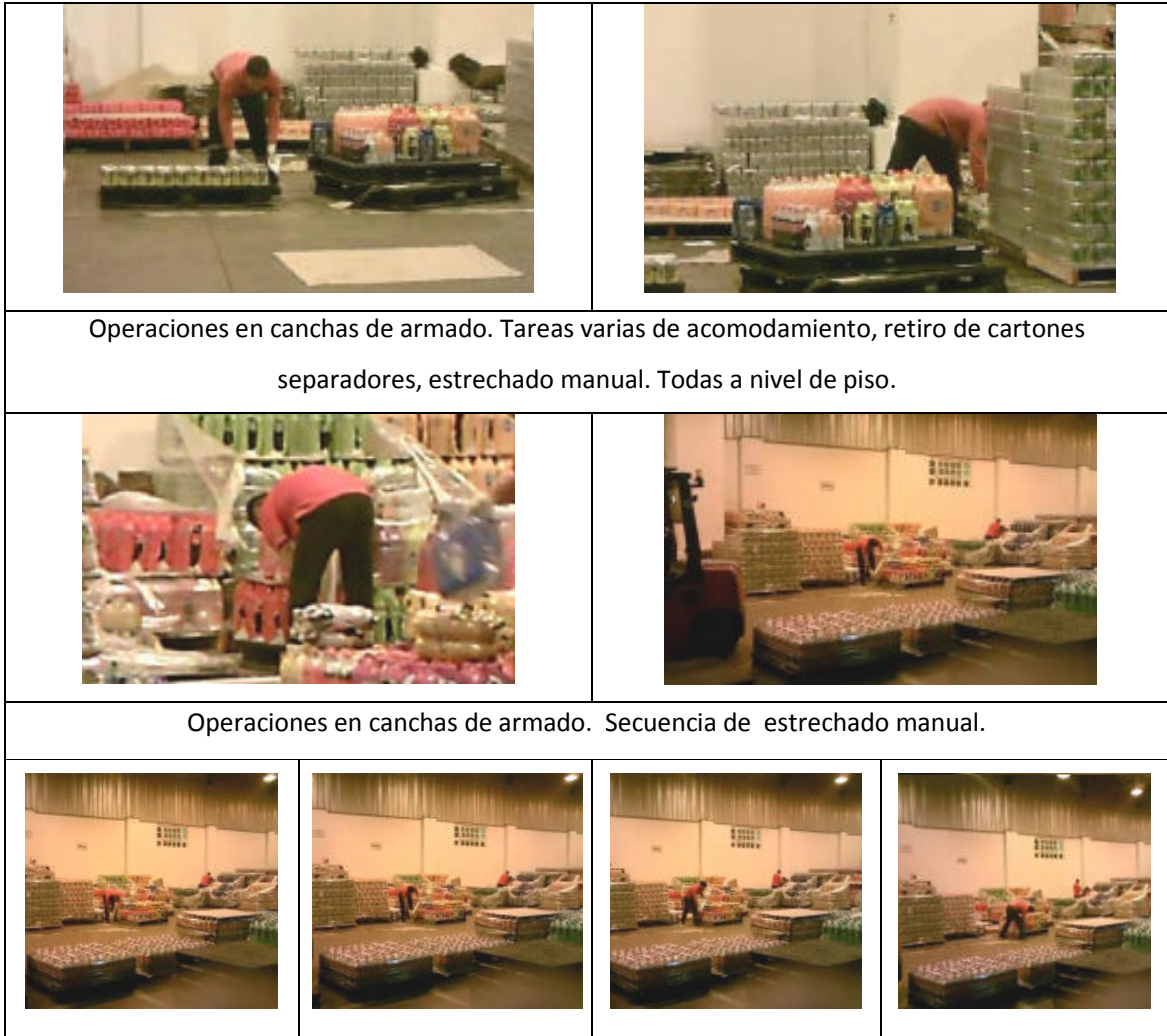 Operaciones en canchas de armado. Tareas varias de acomodamiento, retiro de cartones
separadores, estrechado manual. Todas a nivel de piso.
Operaciones en canchas de armado. Secuencia de estrechado manual.